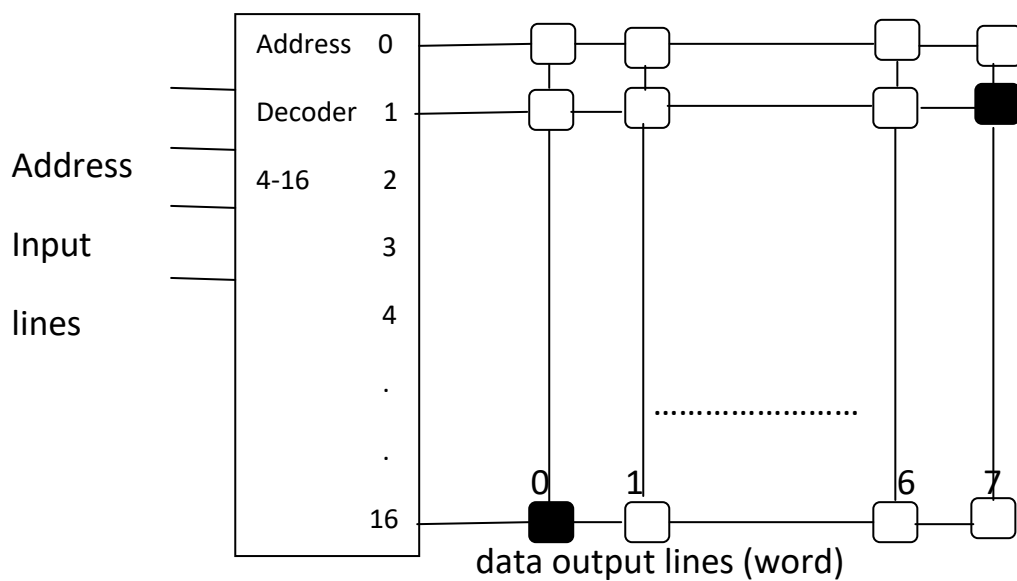 Address 0
Decoder 1
Address
4-16 2
Input
3
lines
4
.
……………………
.
0 1 6 7
16
data output lines (word)